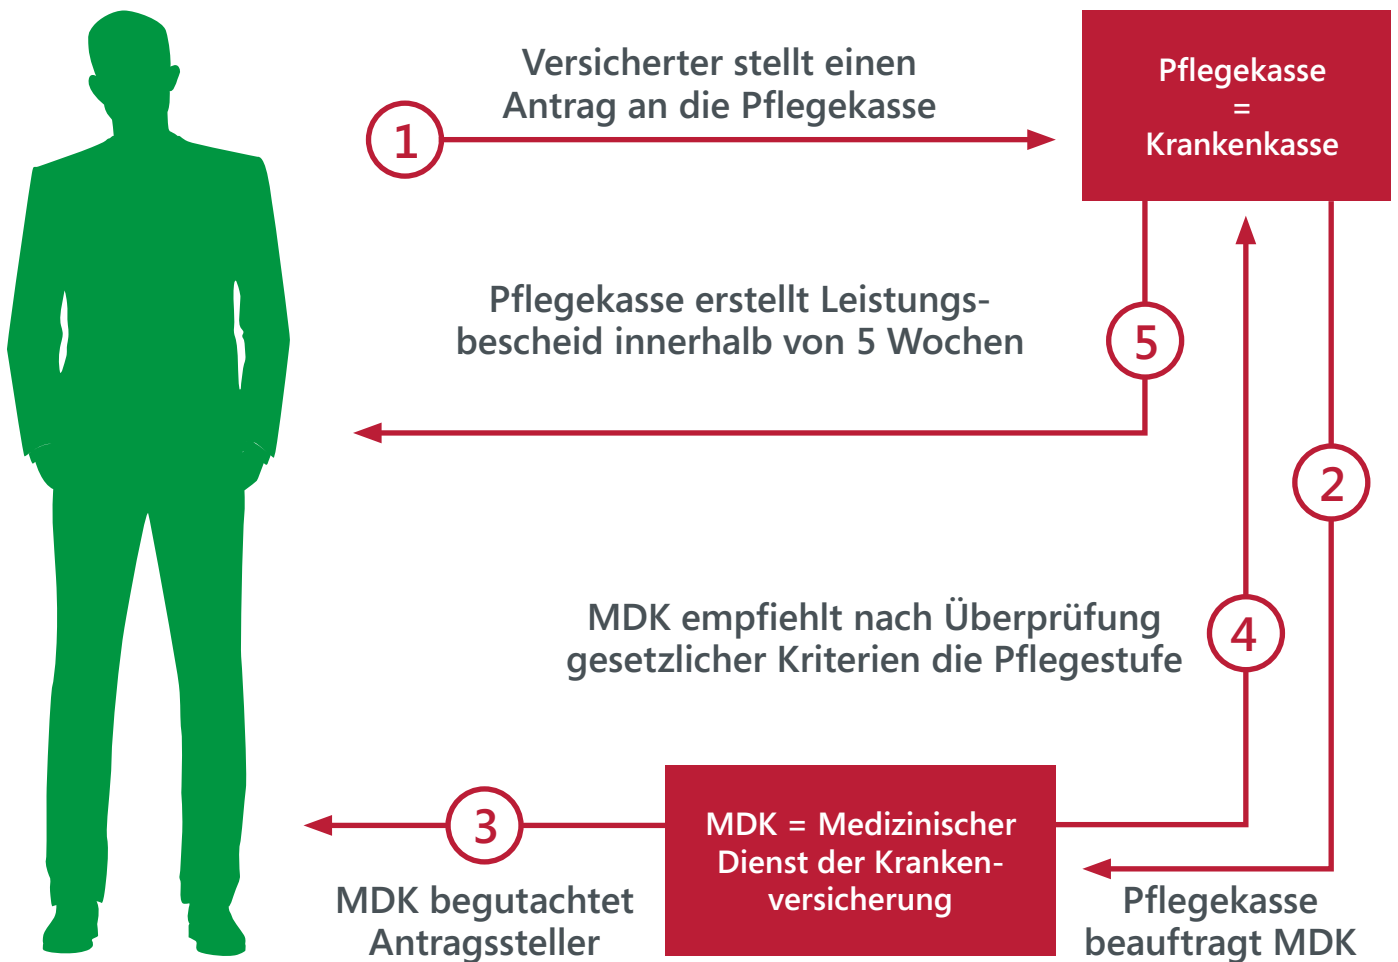 Versicherter stellt einen
Antrag an die Pflegekasse
1
Pflegekasse
=
Krankenkasse
Pflegekasse erstellt Leistungs-
bescheid innerhalb von 5 Wochen
5
2
MDK empfiehlt nach Überprüfung
gesetzlicher Kriterien die Pflegestufe
4
3
MDK begutachtet
Antragssteller
MDK = Medizinischer
Dienst der Kranken-
versicherung
Pflegekasse
beauftragt MDK